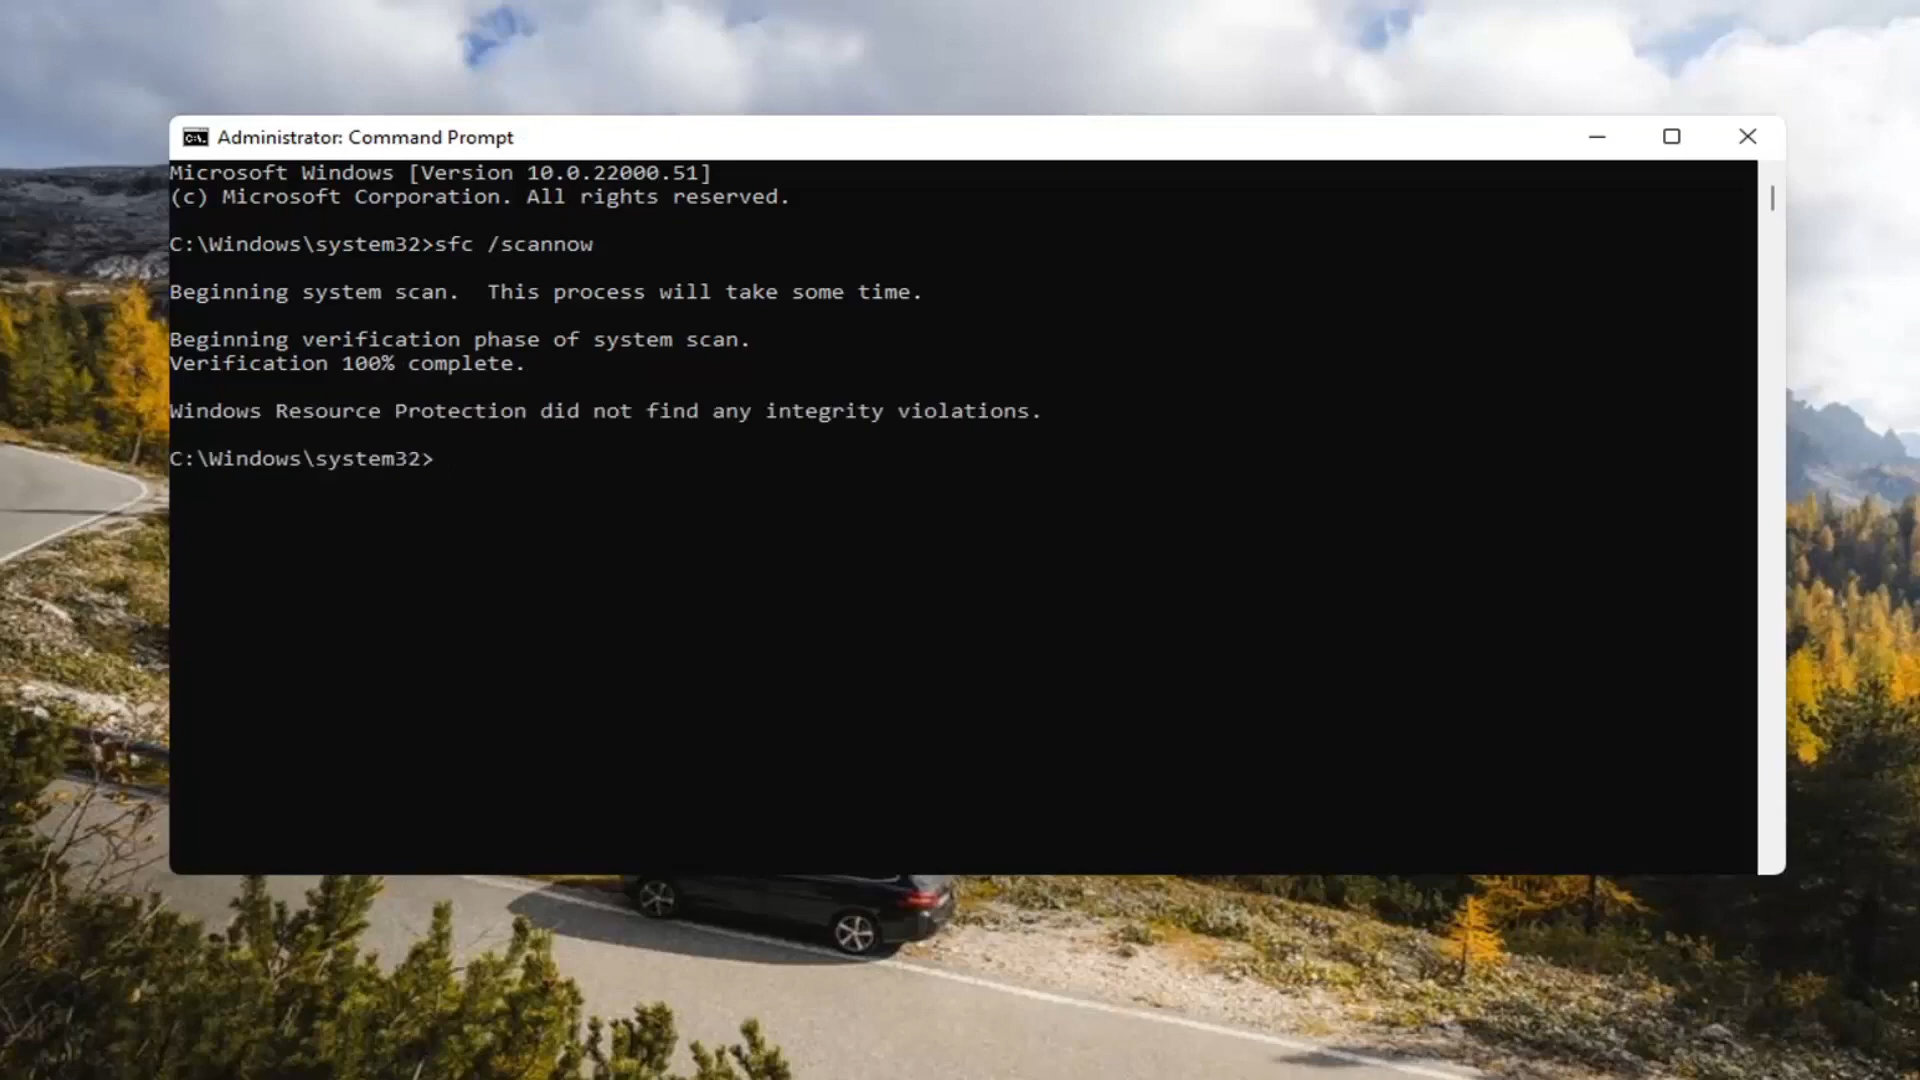 Administrator: Command Prompt
Microsoft Windows [Version 10.0.22000.51]
(c) Microsoft Corporation. All rights reserved.
C:\Windows\system32>sfc /scannow
Beginning system scan.  This process will take some time.
Beginning verification phase of system scan.
Verification 100% complete.
Windows Resource Protection did not find any integrity violations.
C:\Windows\system32>